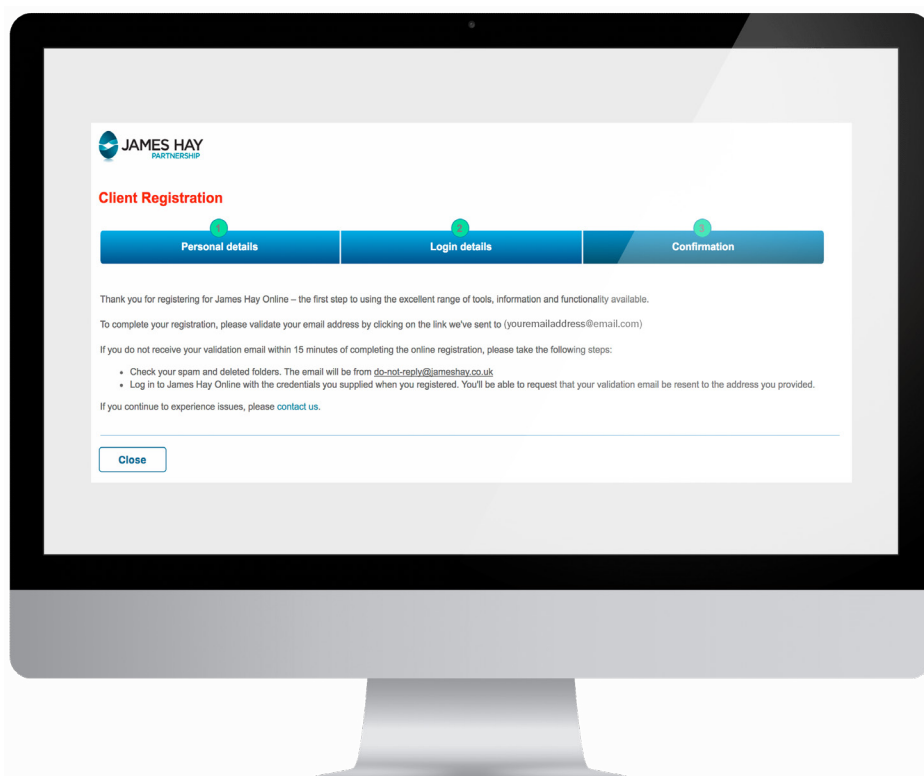 JAMES HAY
PARTNERSHIP
Client Registration
1 2 3
Personal details Login details Confirmation
Thank you for registering for James Hay Online – the first step to using the excellent range of tools, information and functionality available.
To complete your registration, please validate your email address by clicking on the link we've sent to (youremailaddress@email.com)
If you do not receive your validation email within 15 minutes of completing the online registration, please take the following steps:
• Check your spam and deleted folders. The email will be from do-not-reply@jameshay.co.uk
• Log in to James Hay Online with the credentials you supplied when you registered. You'll be able to request that your validation email be resent to the address you provided.
If you continue to experience issues, please contact us.
Close